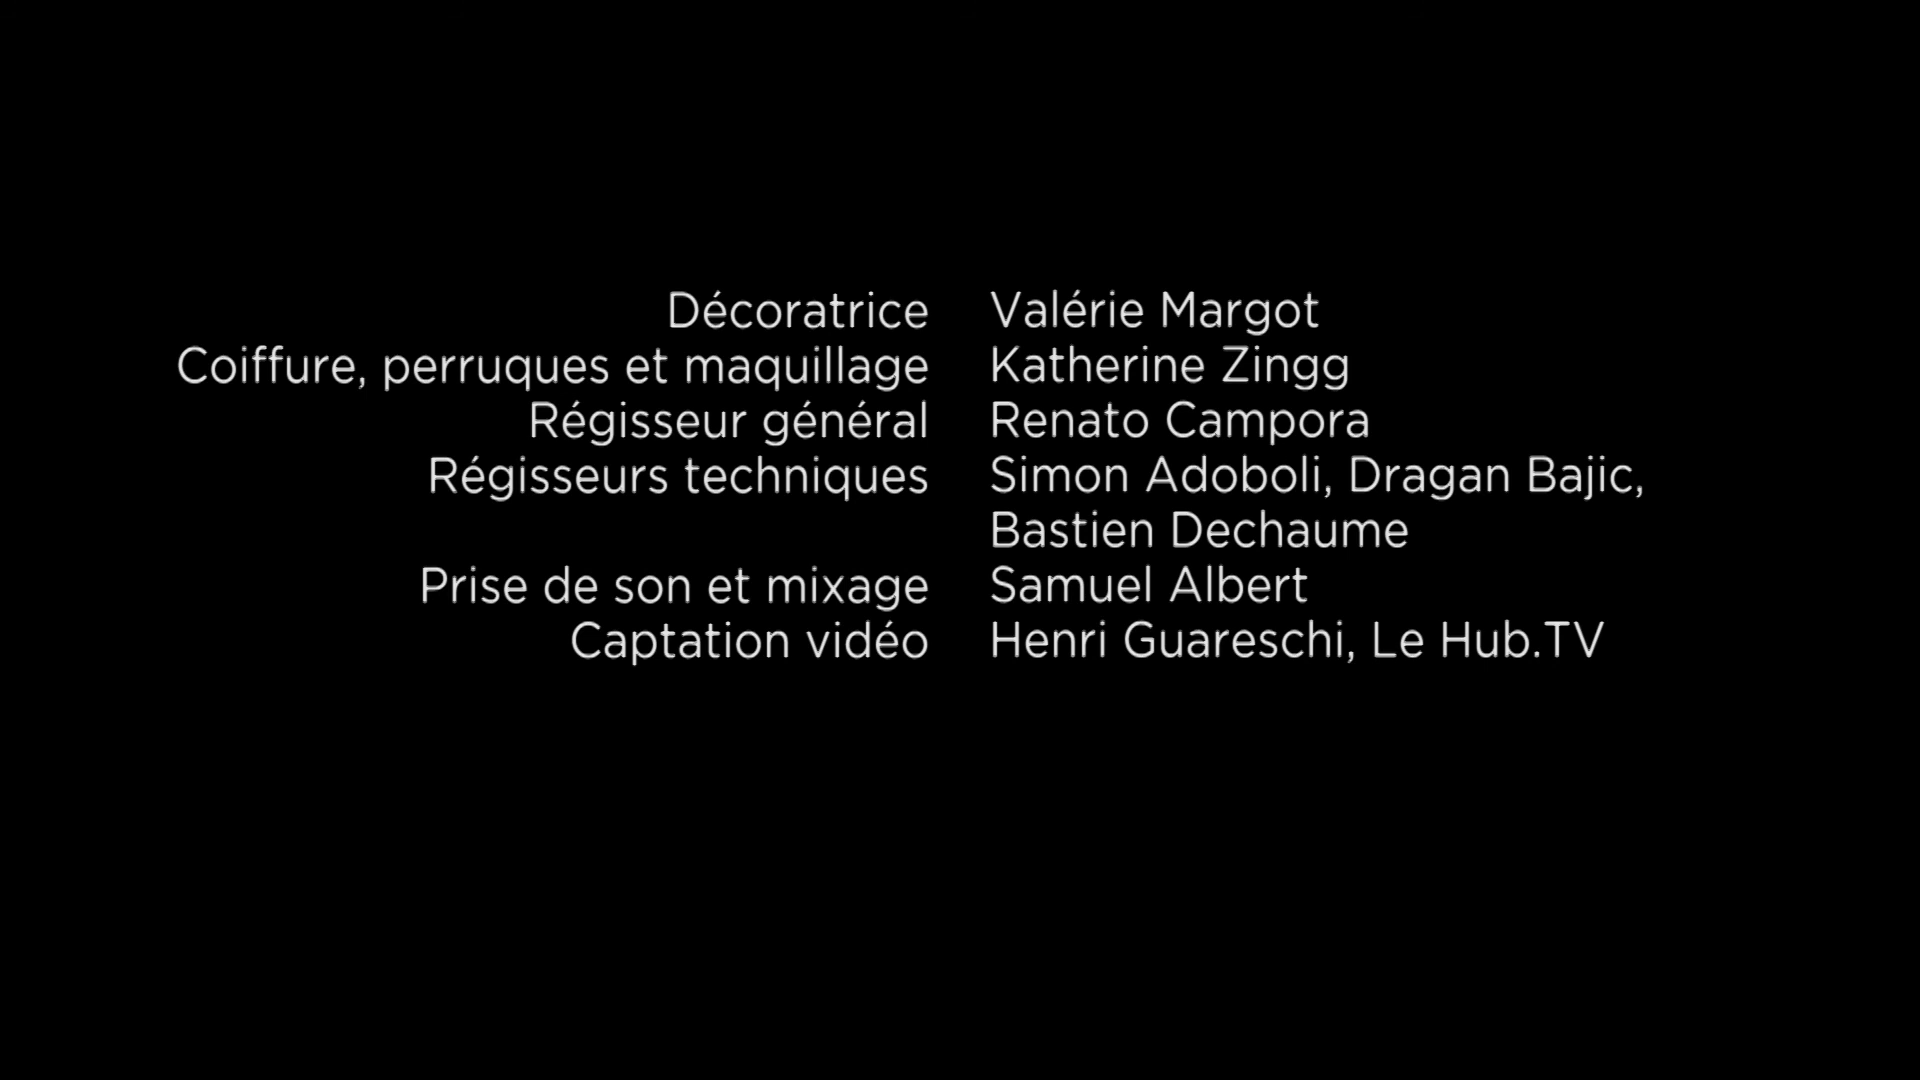 Décoratrice Valérie Margot
Coiffure, perruques et maquillage Katherine Zingg
Régisseur général Renato Campora
Régisseurs techniques Simon Adoboli, Dragan Bajic,
Bastien Dechaume
Prise de son et mixage Samuel Albert
Captation vidéo Henri Guareschi, Le Hub.TV